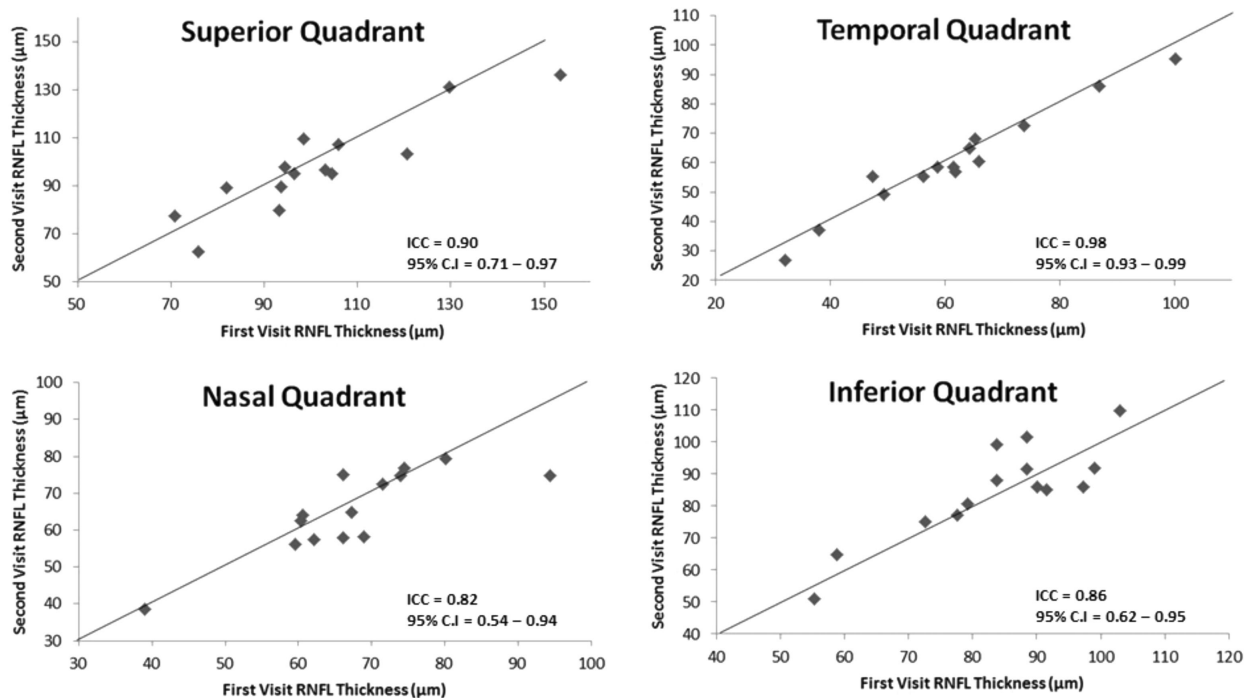 Superior Quadrant
Second Visit RNFL Thickness (μm)
150
130
110
90
70
50
50 70 90 110 130 150
ICC = 0.90
95% C.I = 0.71 – 0.97
First Visit RNFL Thickness (μm)
Temporal Quadrant
Second Visit RNFL Thickness (μm)
110
100
90
80
70
60
50
40
30
20
20 40 60 80 100
ICC = 0.98
95% C.I = 0.93 – 0.99
First Visit RNFL Thickness (μm)
Nasal Quadrant
Second Visit RNFL Thickness (μm)
100
90
80
70
60
50
40
30
30 40 50 60 70 80 90 100
ICC = 0.82
95% C.I = 0.54 – 0.94
First Visit RNFL Thickness (μm)
Inferior Quadrant
Second Visit RNFL Thickness (μm)
120
110
100
90
80
70
60
50
40
40 50 60 70 80 90 100 110 120
ICC = 0.86
95% C.I = 0.62 – 0.95
First Visit RNFL Thickness (μm)